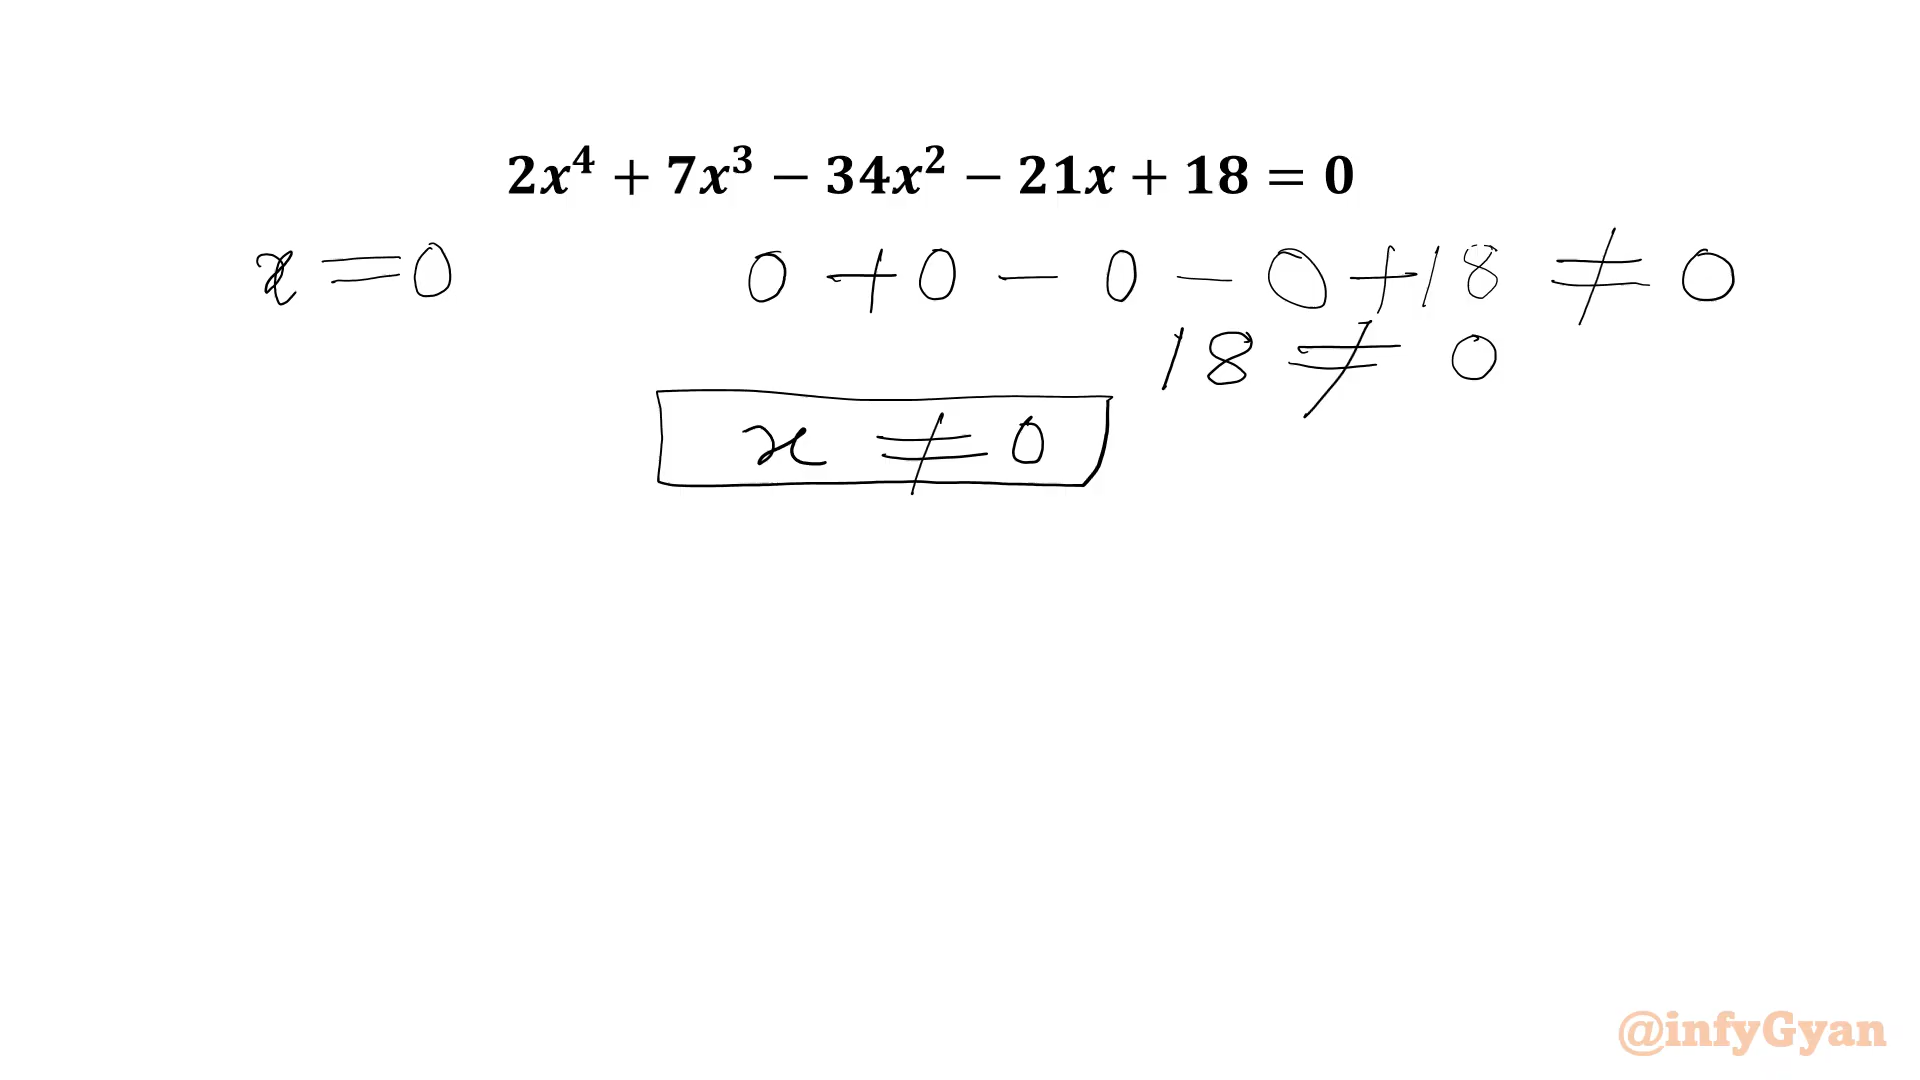 2x⁴ + 7x³ − 34x² − 21x + 18 = 0
x = 0 0 + 0 − 0 − 0 + 18 ≠ 0
18 ≠ 0
x ≠ 0
@infyGyan